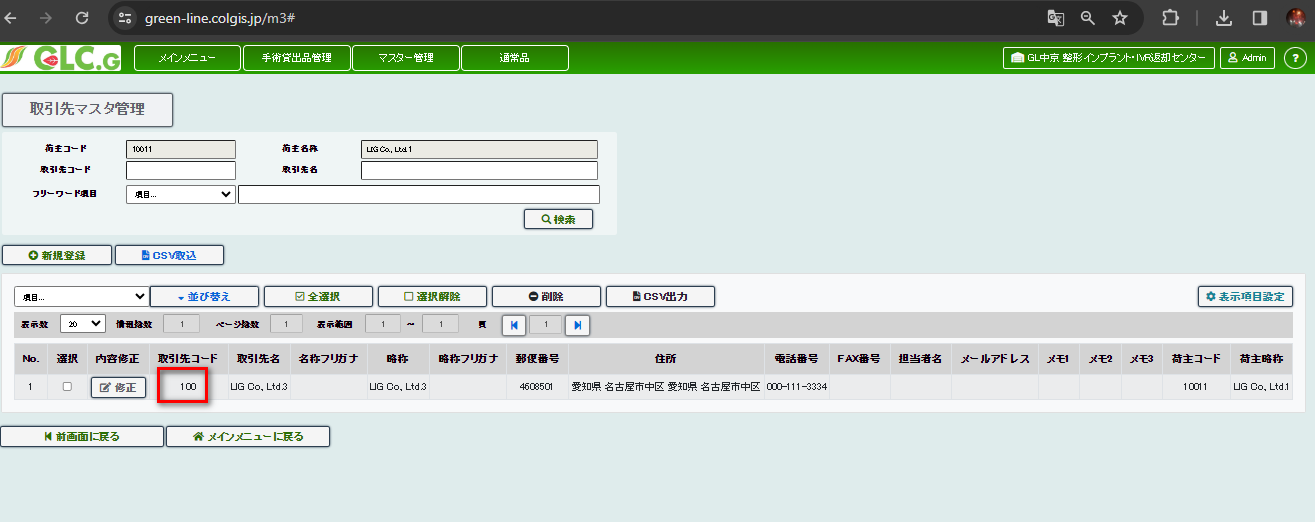 green-line.colgis.jp/m3#
GLC.G
メインメニュー 手術貸出品管理 マスター管理 通常品 GL中京 整形インプラント・IVR返却センター Admin ?
取引先マスタ管理
荷主コード 10011 荷主名称 LIG Co., Ltd.1
取引先コード 取引先名
フリーワード項目 項目...
検索
新規登録 CSV取込
項目... 並び替え 全選択 選択解除 削除 CSV出力 表示項目設定
表示数 20 情報総数 1 ページ総数 1 表示範囲 1 ～ 1 頁 1
No. 選択 内容修正 取引先コード 取引先名 名称フリガナ 略称 略称フリガナ 郵便番号 住所 電話番号 FAX番号 担当者名 メールアドレス メモ1 メモ2 メモ3 荷主コード 荷主略称
1 修正 100 LIG Co., Ltd.3 LIG Co., Ltd.3 4608501 愛知県 名古屋市中区 愛知県 名古屋市中区 000-111-3334 10011 LIG Co., Ltd.1
前画面に戻る メインメニューに戻る